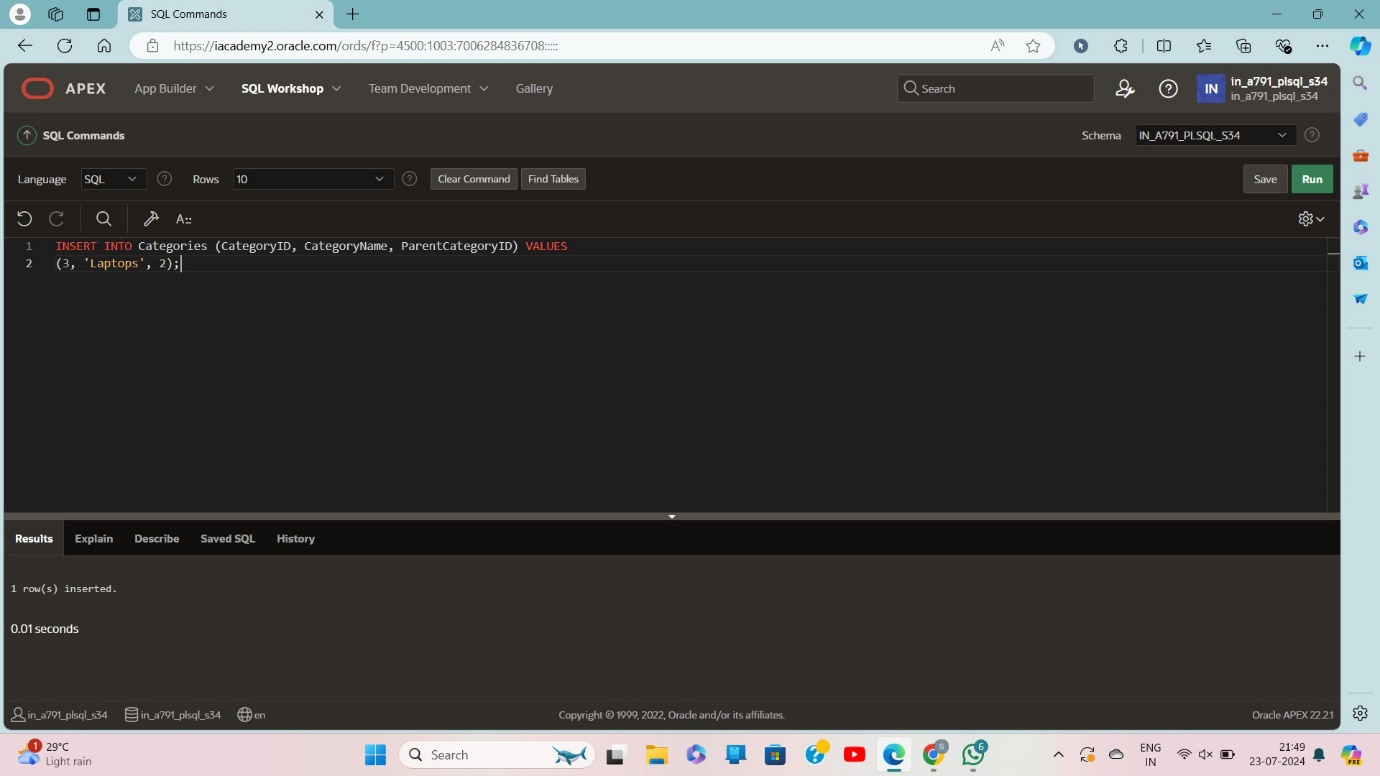 SQL Commands
https://iacademy2.oracle.com/ords/f?p=4500:1003:7006284836708:::::
APEX App Builder SQL Workshop Team Development Gallery Search IN in_a791_plsql_s34
in_a791_plsql_s34
SQL Commands Schema IN_A791_PLSQL_S34
Language SQL Rows 10 Clear Command Find Tables Save Run
A::
1 INSERT INTO Categories (CategoryID, CategoryName, ParentCategoryID) VALUES
2 (3, 'Laptops', 2);
Results Explain Describe Saved SQL History
1 row(s) inserted.
0.01 seconds
in_a791_plsql_s34 in_a791_plsql_s34 en Copyright © 1999, 2022, Oracle and/or its affiliates. Oracle APEX 22.2.1
1 29°C
Light rain
Search
S
6
ENG
IN
21:49
23-07-2024
PRE